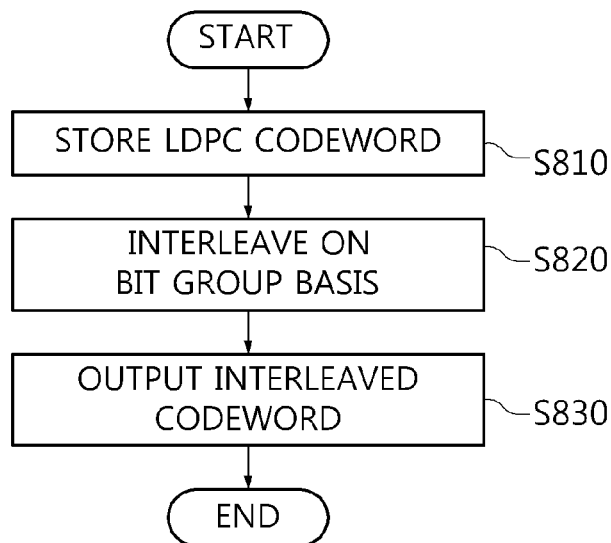 START
STORE LDPC CODEWORD
S810
INTERLEAVE ON
BIT GROUP BASIS
S820
OUTPUT INTERLEAVED
CODEWORD
S830
END